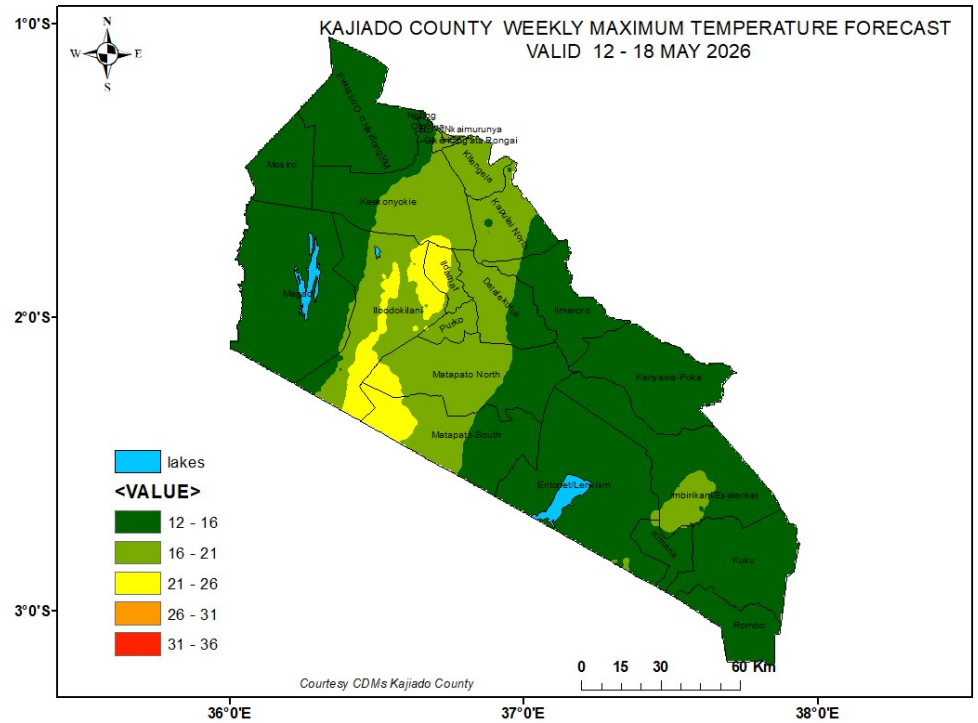 KAJIADO COUNTY WEEKLY MAXIMUM TEMPERATURE FORECAST
VALID 12 - 18 MAY 2026
1°0'S
2°0'S
3°0'S
N
W
E
S
Nkaimurunya
Rongai
Kitengela
Mosiro
Keekonyokie
Magadi
Ildamat
Iloodokilani
Purko
Ilmaroro
Matapato North
Kenyawa-Poka
Matapato South
Entonet/Lenkism
Imbirikani/Eselenkei
Kimana
Kuku
Rombo
lakes
<VALUE>
12 - 16
16 - 21
21 - 26
26 - 31
31 - 36
0 15 30 60 Km
Courtesy CDMs Kajiado County
36°0'E
37°0'E
38°0'E